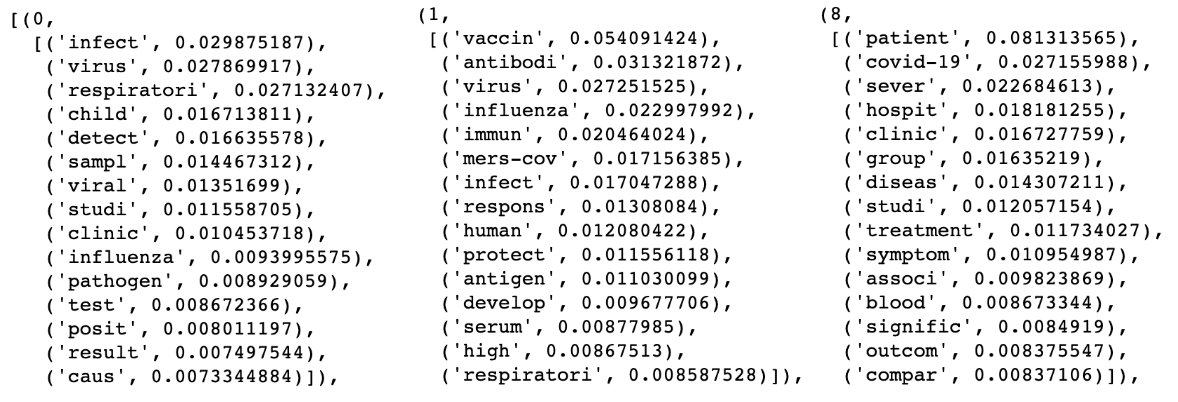 [(0,
[('infect', 0.029875187),
('virus', 0.027869917),
('respiratori', 0.027132407),
('child', 0.016713811),
('detect', 0.016635578),
('sampl', 0.014467312),
('viral', 0.01351699),
('studi', 0.011558705),
('clinic', 0.010453718),
('influenza', 0.0093995575),
('pathogen', 0.008929059),
('test', 0.008672366),
('posit', 0.008011197),
('result', 0.007497544),
('caus', 0.0073344884)]),
(1,
[('vaccin', 0.054091424),
('antibodi', 0.031321872),
('virus', 0.027251525),
('influenza', 0.022997992),
('immun', 0.020464024),
('mers-cov', 0.017156385),
('infect', 0.017047288),
('respons', 0.01308084),
('human', 0.012080422),
('protect', 0.011556118),
('antigen', 0.011030099),
('develop', 0.009677706),
('serum', 0.00877985),
('high', 0.00867513),
('respiratori', 0.008587528)]),
(8,
[('patient', 0.081313565),
('covid-19', 0.027155988),
('sever', 0.022684613),
('hospit', 0.018181255),
('clinic', 0.016727759),
('group', 0.01635219),
('diseas', 0.014307211),
('studi', 0.012057154),
('treatment', 0.011734027),
('symptom', 0.010954987),
('associ', 0.009823869),
('blood', 0.008673344),
('signific', 0.0084919),
('outcom', 0.008375547),
('compar', 0.00837106)]),